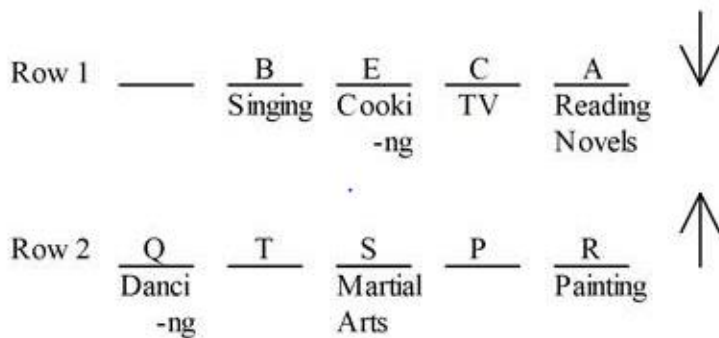 Row 1 B E C A
Singing Cooki TV Reading
-ng Novels
Row 2 Q T S P R
Danci Martial Painting
-ng Arts